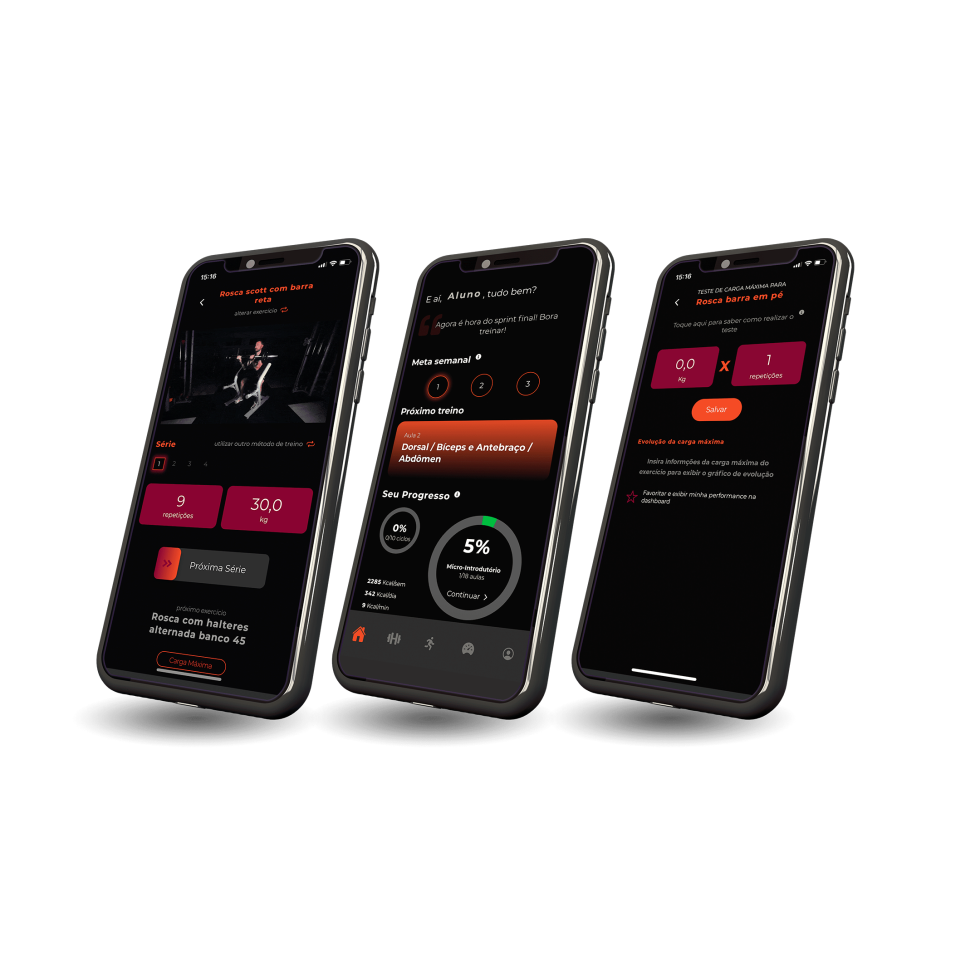 15:16
Rosca scott com barra
reta
alterar exercício
Série
utilizar outro método de treino
1 2 3 4
9
repetições
30,0
kg
Próxima Série
próximo exercício
Rosca com halteres
alternada banco 45
Carga Máxima
E aí, Aluno, tudo bem?
Agora é hora do sprint final! Bora
treinar!
Meta semanal
1 2 3
Próximo treino
Aula 2
Dorsal / Bíceps e Antebraço /
Abdômen
Seu Progresso
0%
0/10 ciclos
5%
Micro-Introdutório
1/18 aulas
Continuar
2285 Kcal/sem
342 Kcal/dia
9 Kcal/min
15:16
TESTE DE CARGA MÁXIMA PARA
Rosca barra em pé
Toque aqui para saber como realizar o
teste
0,0
Kg
X
1
repetições
Salvar
Evolução da carga máxima
Insira Informções da carga máxima do
exercício para exibir o gráfico de evolução
Favoritar e exibir minha performance na
dashboard